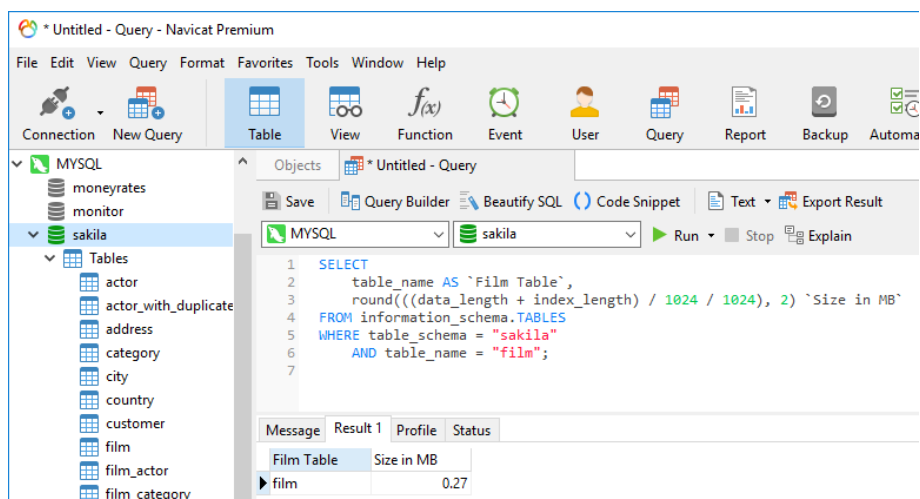 * Untitled - Query - Navicat Premium
File Edit View Query Format Favorites Tools Window Help
Connection New Query Table View Function Event User Query Report Backup
f(x)
MYSQL
moneyrates
monitor
sakila
Tables
actor
actor_with_duplicate
address
category
city
country
customer
film
film_actor
film_category
Objects * Untitled - Query
Save Query Builder Beautify SQL Code Snippet Text Export Result
MYSQL sakila Run Stop Explain
1 SELECT
2 table_name AS `Film Table`,
3 round(((data_length + index_length) / 1024 / 1024), 2) `Size in MB`
4 FROM information_schema.TABLES
5 WHERE table_schema = "sakila"
6 AND table_name = "film";
7
Message Result 1 Profile Status
Film Table Size in MB
film 0.27